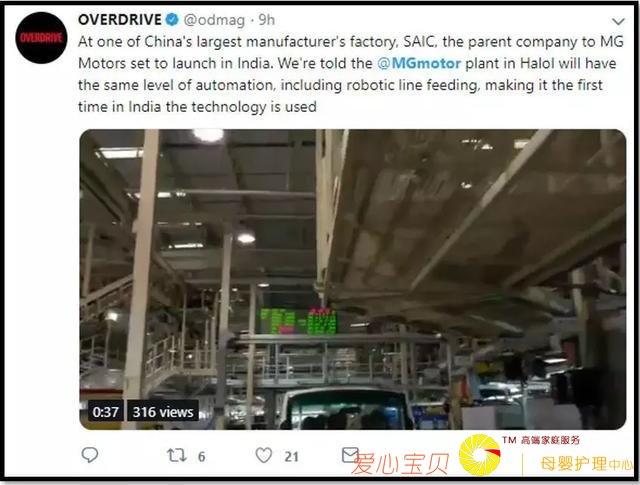 OVERDRIVE
OVERDRIVE @odmag · 9h
At one of China's largest manufacturer's factory, SAIC, the parent company to MG
Motors set to launch in India. We're told the @MGmotor plant in Halol will have
the same level of automation, including robotic line feeding, making it the first
time in India the technology is used
0:37 316 views
6 21
爱心宝贝
TM 高端家庭服务
母婴护理中心